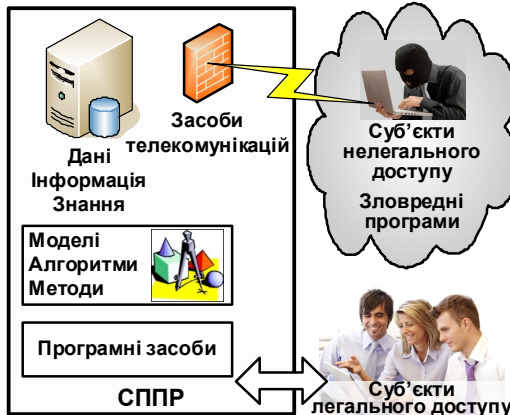 Дані
Інформація
Знання
Засоби
телекомунікацій
Суб’єкти
нелегального
доступу
Зловредні
програми
Моделі
Алгоритми
Методи
Програмні засоби
СППР
Суб’єкти
легального доступу